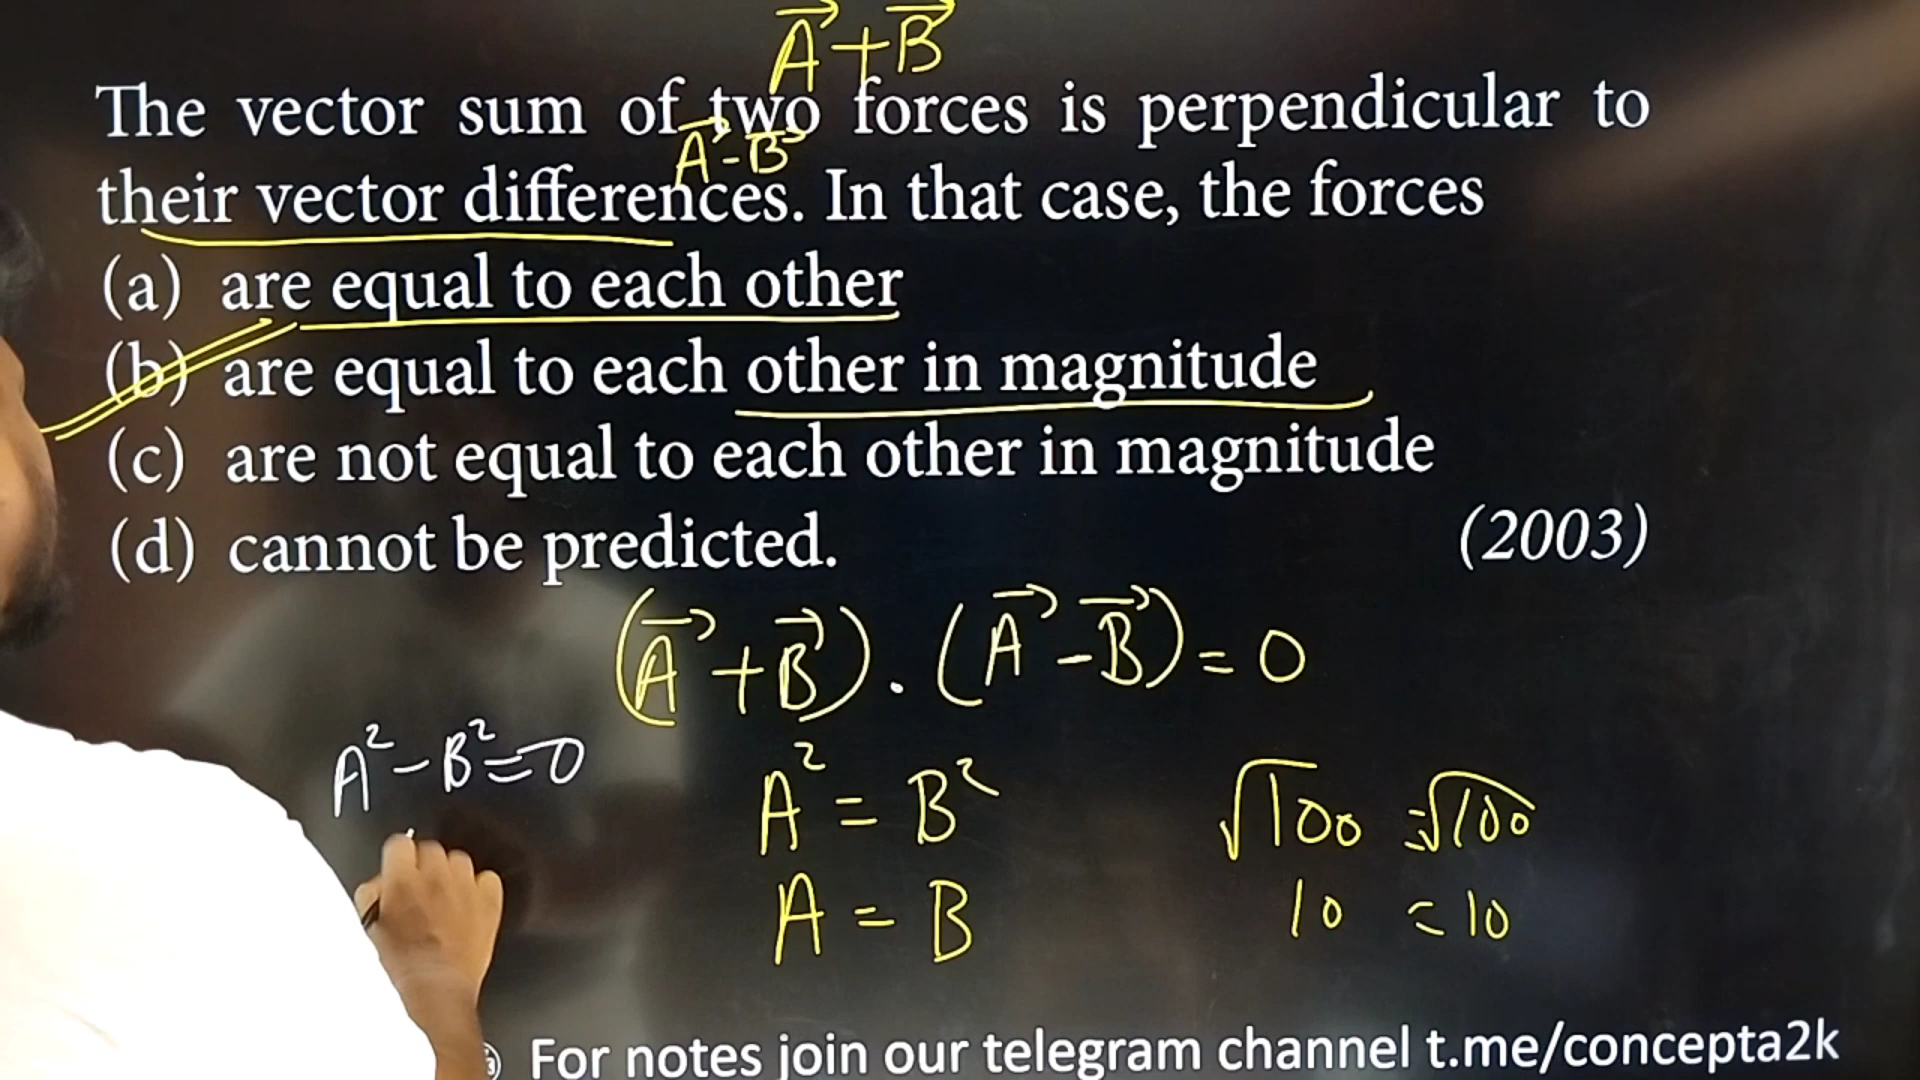 A⃗ + B⃗
The vector sum of two forces is perpendicular to
A⃗ - B⃗
their vector differences. In that case, the forces
(a) are equal to each other
(b) are equal to each other in magnitude
(c) are not equal to each other in magnitude
(d) cannot be predicted. (2003)
(A⃗ + B⃗) . (A⃗ - B⃗) = 0
A² - B² = 0
A² = B² √100 = √100
A = B 10 = 10
For notes join our telegram channel t.me/concepta2k